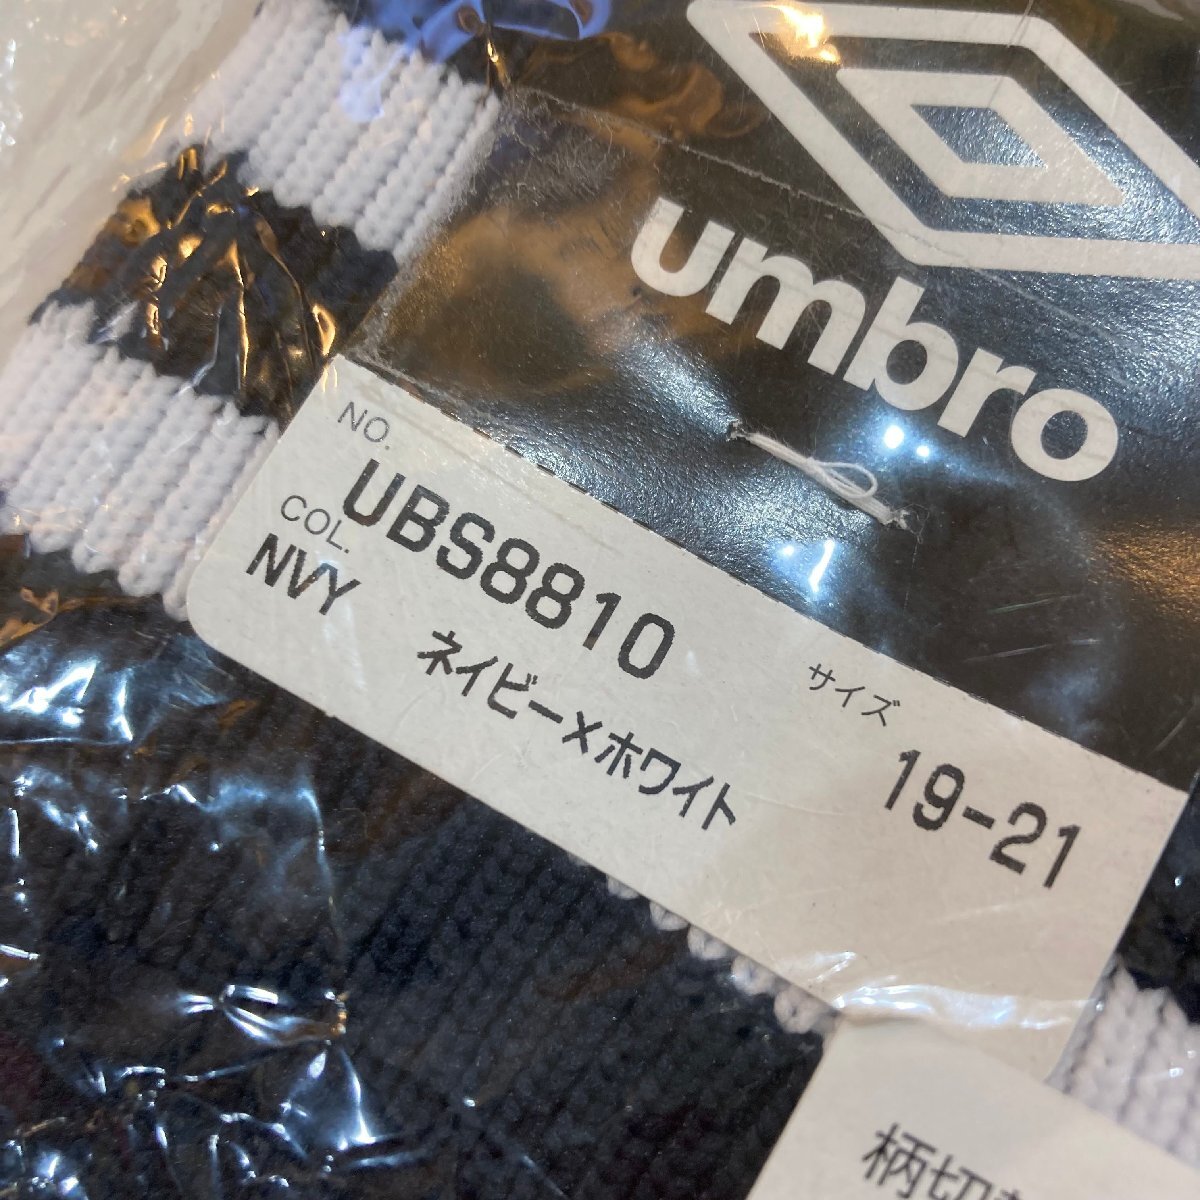 umbro
NO.
UBS8810
COL.
NVY
ネイビー×ホワイト
サイズ
19-21
柄切